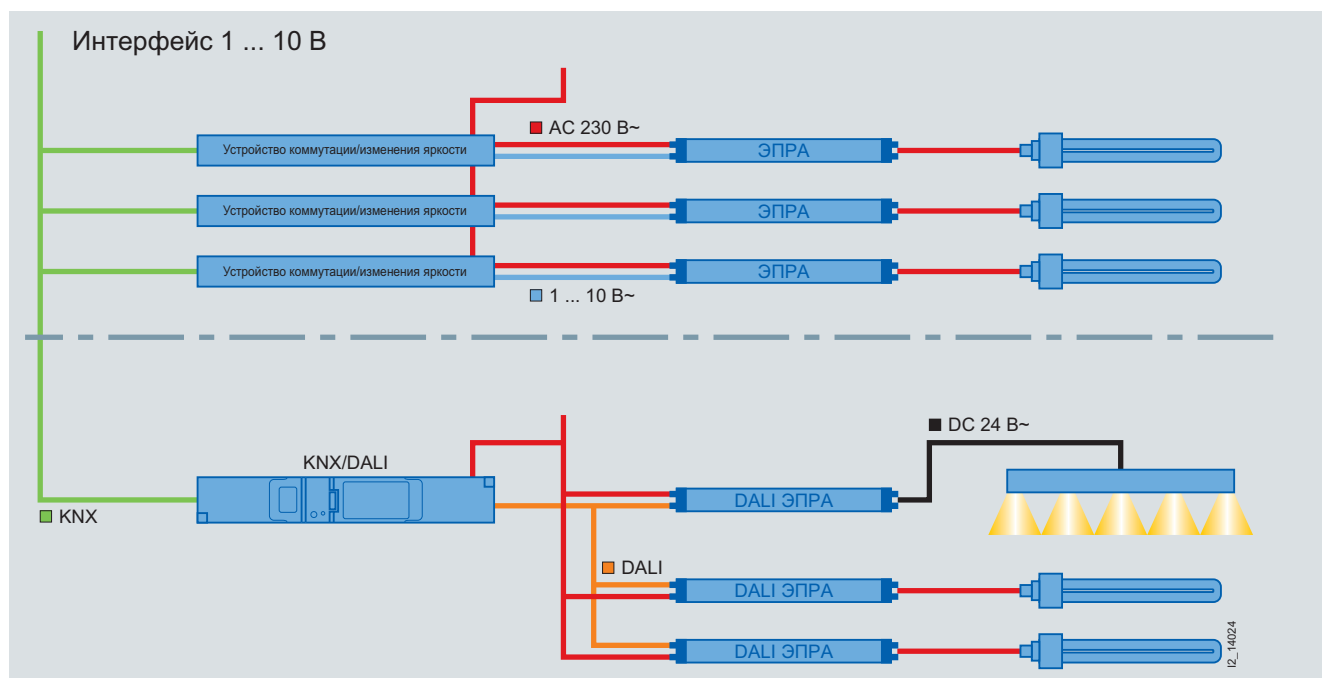 Интерфейс 1 ... 10 В
AC 230 В~
Устройство коммутации/изменения яркости
ЭПРА
Устройство коммутации/изменения яркости
ЭПРА
Устройство коммутации/изменения яркости
ЭПРА
1 ... 10 В~
DC 24 В~
KNX/DALI
DALI ЭПРА
KNX
DALI
DALI ЭПРА
DALI ЭПРА
I2_14024